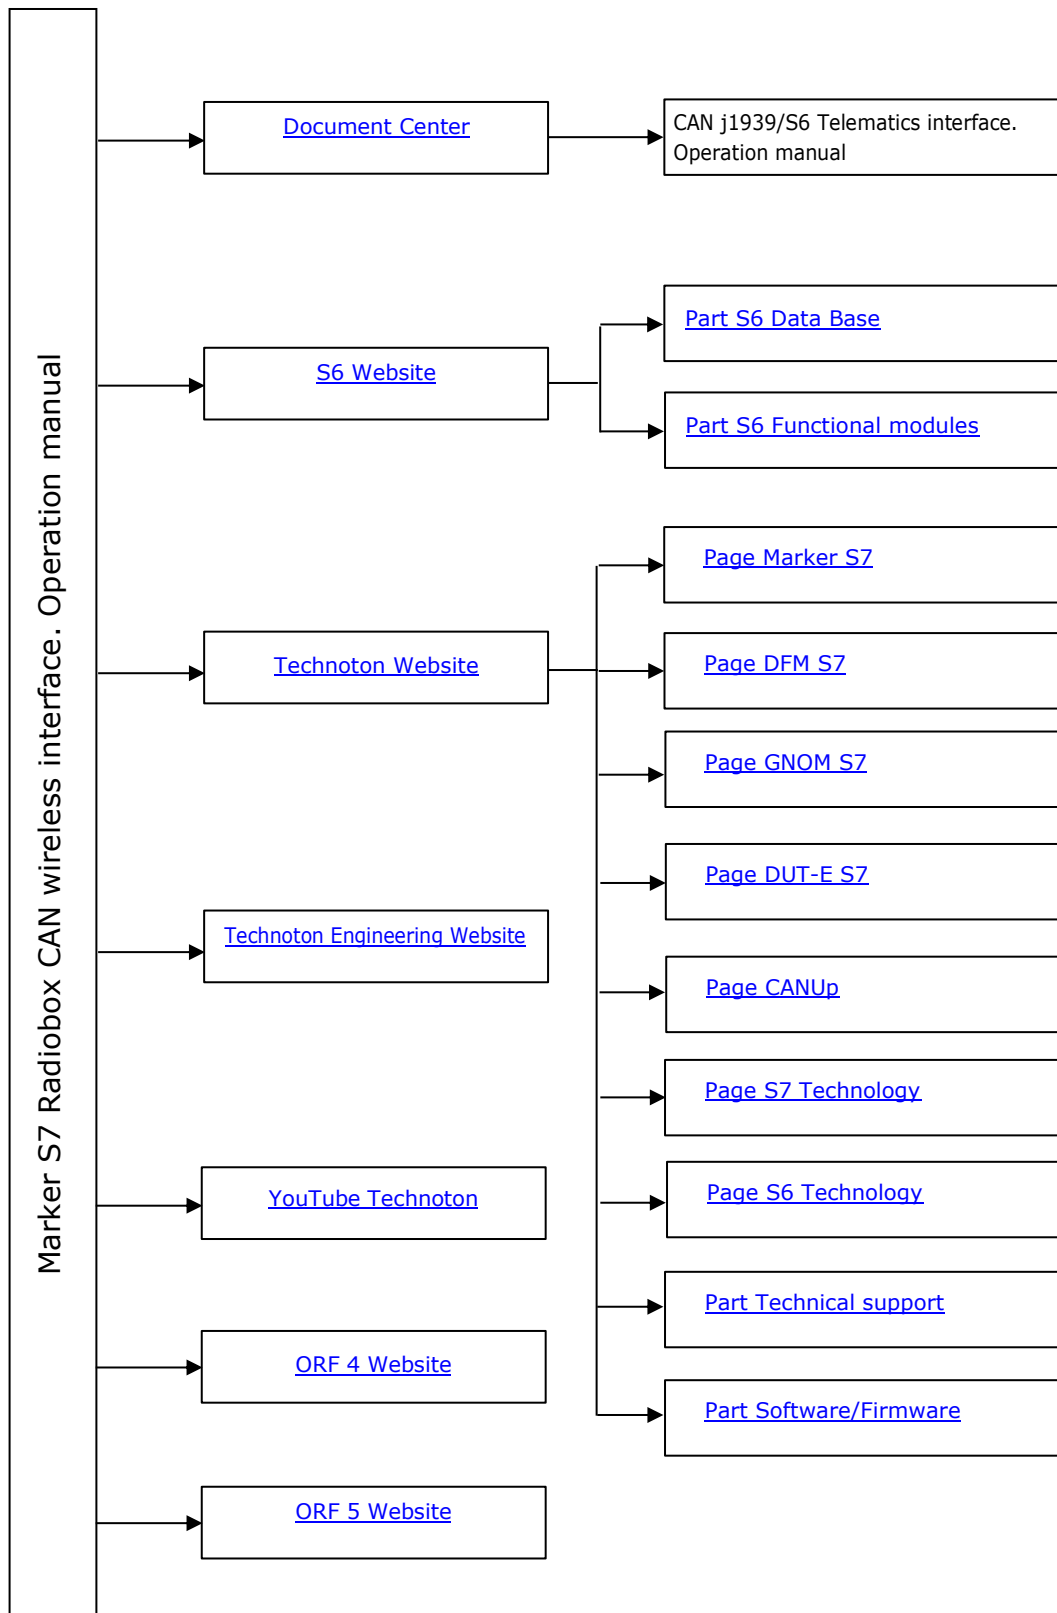 Marker S7 Radiobox CAN wireless interface. Operation manual
Document Center
CAN j1939/S6 Telematics interface.
Operation manual
S6 Website
Part S6 Data Base
Part S6 Functional modules
Technoton Website
Page Marker S7
Page DFM S7
Page GNOM S7
Page DUT-E S7
Page CANUp
Page S7 Technology
Page S6 Technology
Part Technical support
Part Software/Firmware
Technoton Engineering Website
YouTube Technoton
ORF 4 Website
ORF 5 Website